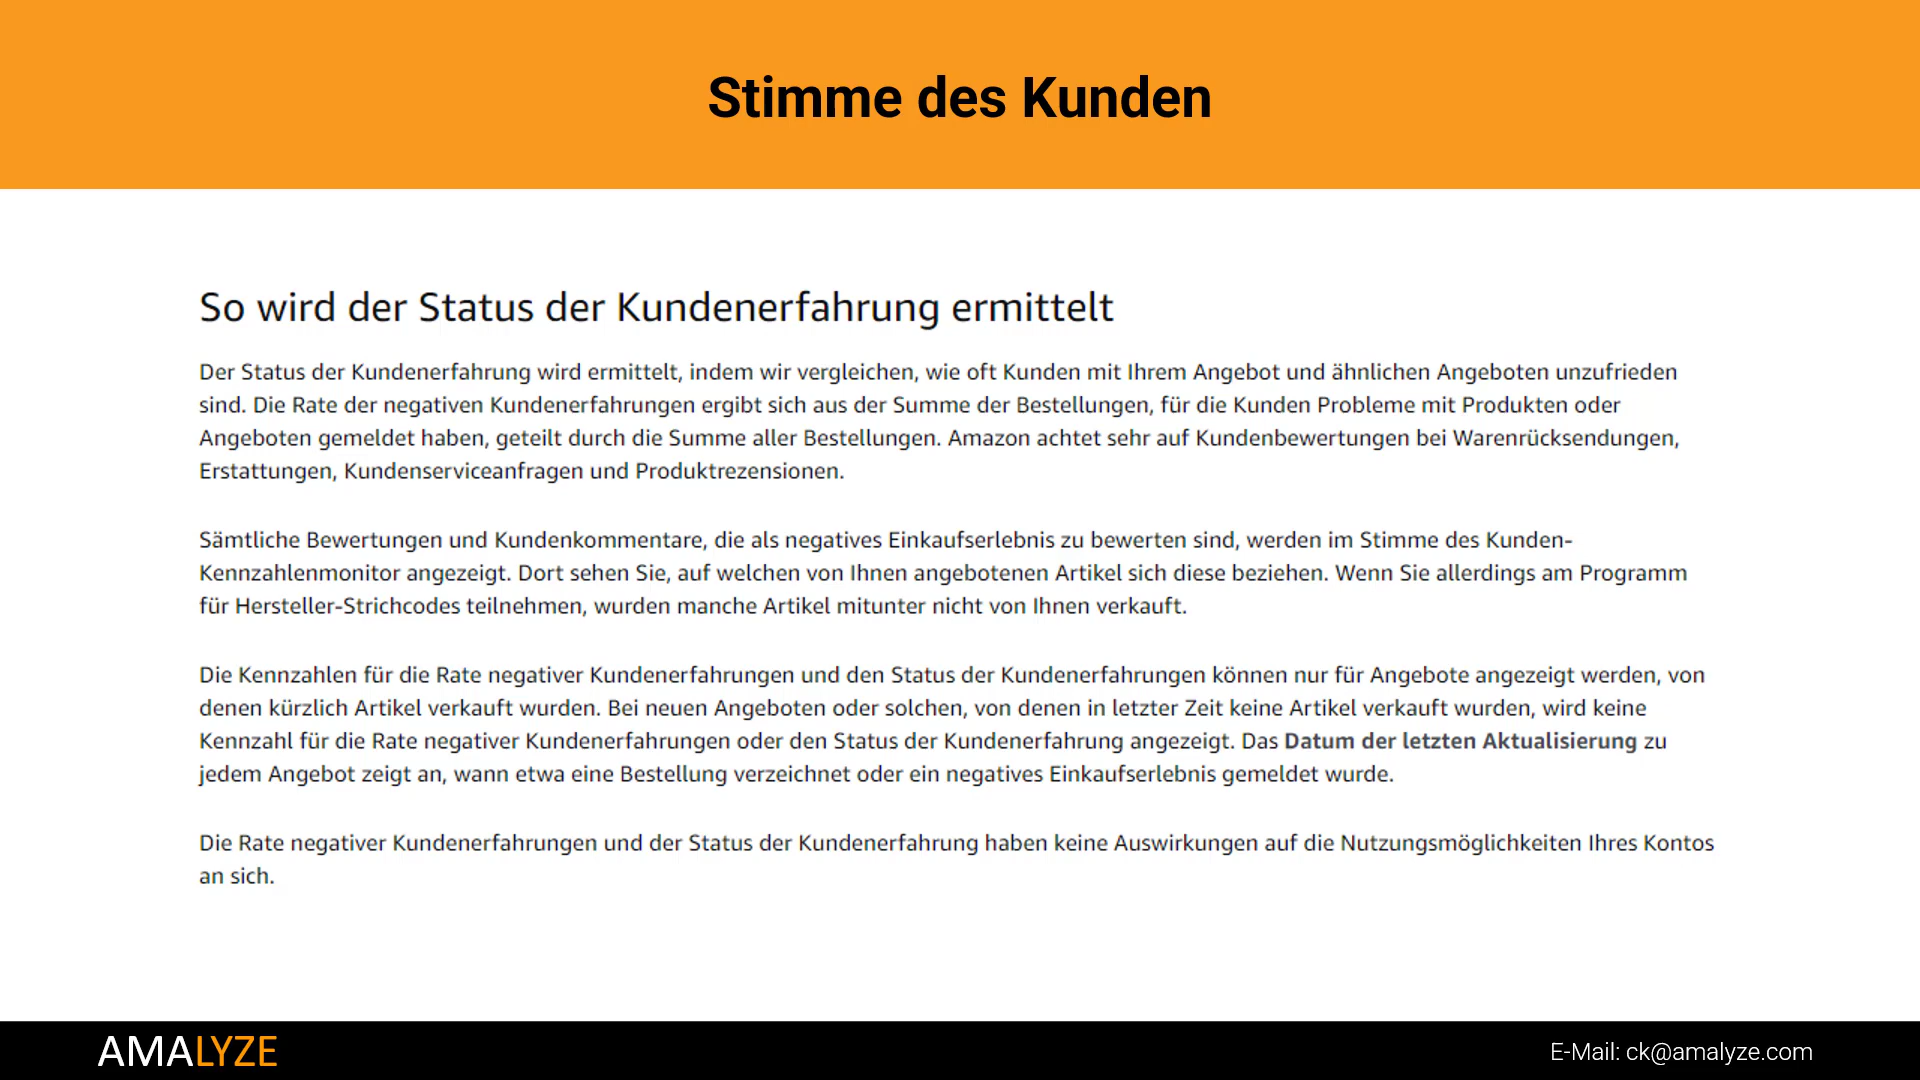 Stimme des Kunden
So wird der Status der Kundenerfahrung ermittelt
Der Status der Kundenerfahrung wird ermittelt, indem wir vergleichen, wie oft Kunden mit Ihrem Angebot und ähnlichen Angeboten unzufrieden
sind. Die Rate der negativen Kundenerfahrungen ergibt sich aus der Summe der Bestellungen, für die Kunden Probleme mit Produkten oder
Angeboten gemeldet haben, geteilt durch die Summe aller Bestellungen. Amazon achtet sehr auf Kundenbewertungen bei Warenrücksendungen,
Erstattungen, Kundenserviceanfragen und Produktrezensionen.
Sämtliche Bewertungen und Kundenkommentare, die als negatives Einkaufserlebnis zu bewerten sind, werden im Stimme des Kunden-
Kennzahlenmonitor angezeigt. Dort sehen Sie, auf welchen von Ihnen angebotenen Artikel sich diese beziehen. Wenn Sie allerdings am Programm
für Hersteller-Strichcodes teilnehmen, wurden manche Artikel mitunter nicht von Ihnen verkauft.
Die Kennzahlen für die Rate negativer Kundenerfahrungen und den Status der Kundenerfahrungen können nur für Angebote angezeigt werden, von
denen kürzlich Artikel verkauft wurden. Bei neuen Angeboten oder solchen, von denen in letzter Zeit keine Artikel verkauft wurden, wird keine
Kennzahl für die Rate negativer Kundenerfahrungen oder den Status der Kundenerfahrung angezeigt. Das Datum der letzten Aktualisierung zu
jedem Angebot zeigt an, wann etwa eine Bestellung verzeichnet oder ein negatives Einkaufserlebnis gemeldet wurde.
Die Rate negativer Kundenerfahrungen und der Status der Kundenerfahrung haben keine Auswirkungen auf die Nutzungsmöglichkeiten Ihres Kontos
an sich.
AMALYZE
E-Mail: ck@amalyze.com